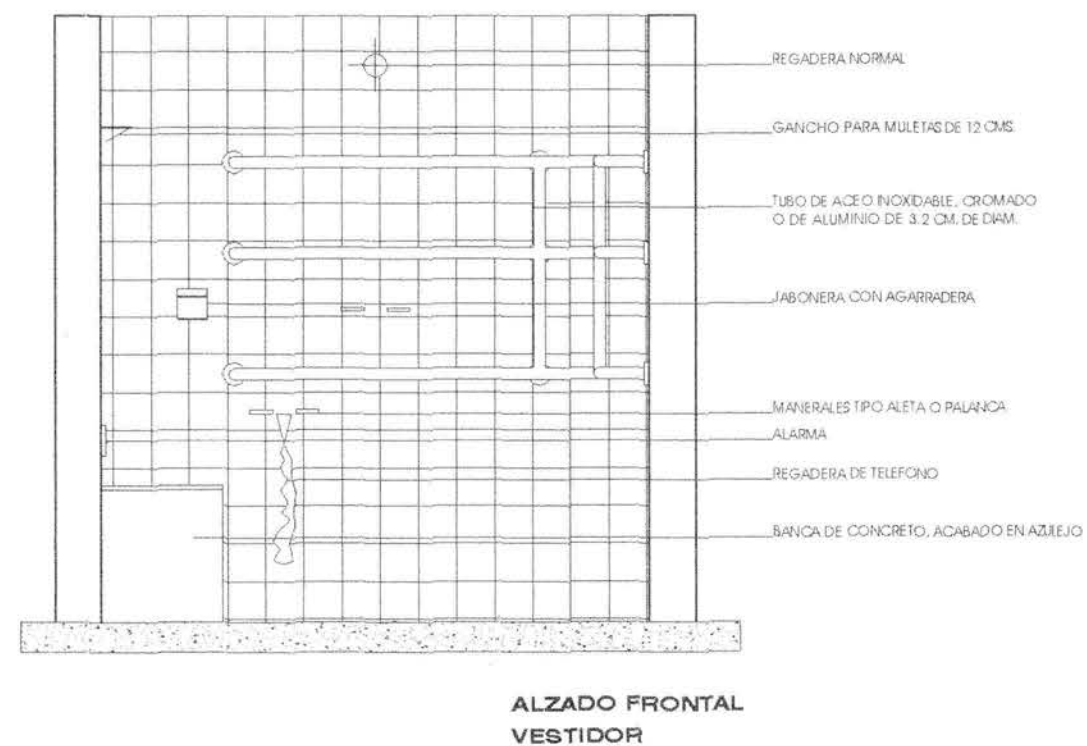 REGADERA NORMAL
GANCHO PARA MULETAS DE 12 CMS.
TUBO DE ACEO INOXIDABLE, CROMADO
O DE ALUMINIO DE 3.2 CM. DE DIAM.
JABONERA CON AGARRADERA
MANERALES TIPO ALETA O PALANCA
ALARMA
REGADERA DE TELEFONO
BANCA DE CONCRETO, ACABADO EN AZULEJO
ALZADO FRONTAL
VESTIDOR